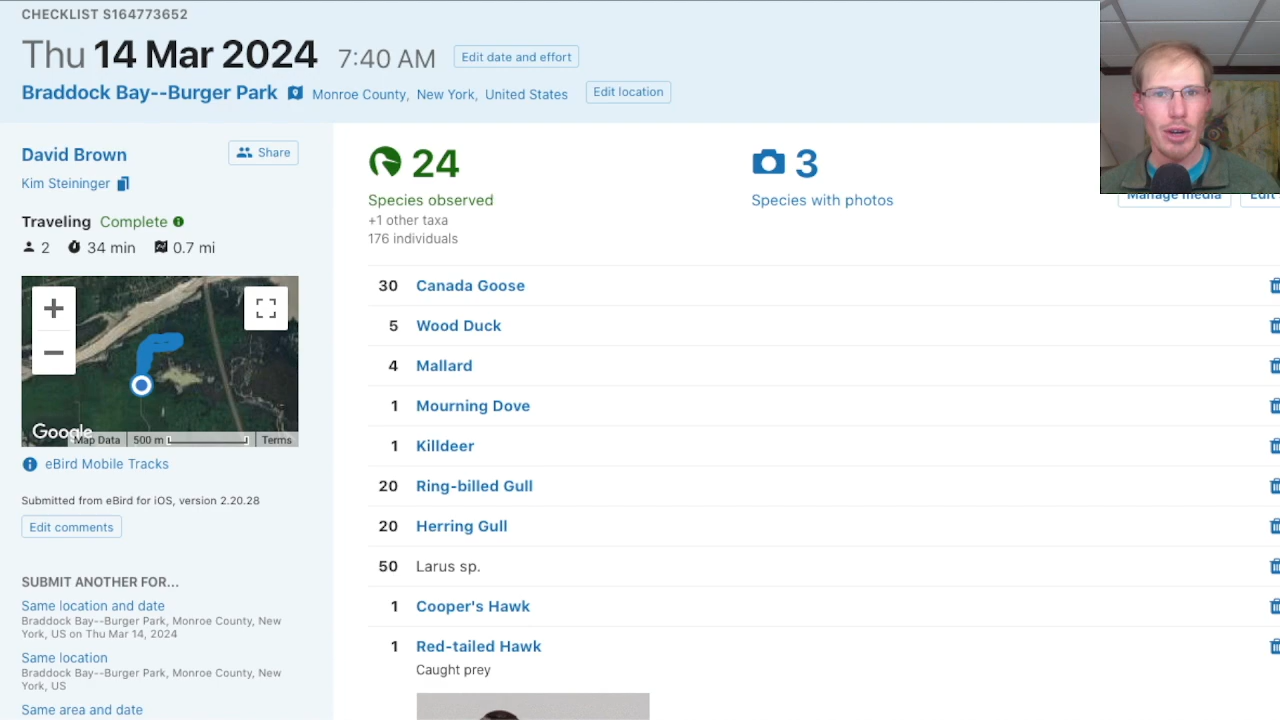 CHECKLIST S164773652
Thu 14 Mar 2024 7:40 AM Edit date and effort
Braddock Bay--Burger Park Monroe County, New York, United States Edit location
David Brown Share
Kim Steininger
Traveling Complete
2 34 min 0.7 mi
Google Map Data 500 m Terms
eBird Mobile Tracks
Submitted from eBird for iOS, version 2.20.28
Edit comments
SUBMIT ANOTHER FOR...
Same location and date
Braddock Bay--Burger Park, Monroe County, New
York, US on Thu Mar 14, 2024
Same location
Braddock Bay--Burger Park, Monroe County, New
York, US
Same area and date
24
Species observed
+1 other taxa
176 individuals
3
Species with photos
Manage media
Edit
30 Canada Goose
5 Wood Duck
4 Mallard
1 Mourning Dove
1 Killdeer
20 Ring-billed Gull
20 Herring Gull
50 Larus sp.
1 Cooper's Hawk
1 Red-tailed Hawk
Caught prey